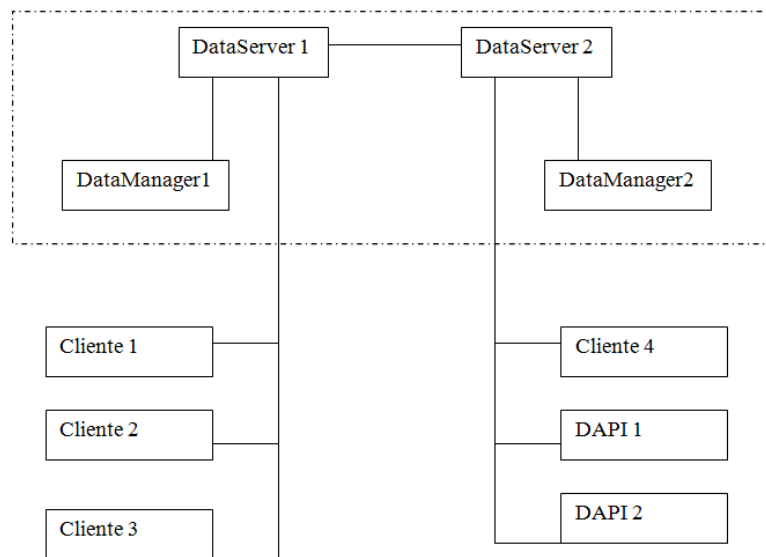 DataServer 1
DataServer 2
DataManager1
DataManager2
Cliente 1
Cliente 4
Cliente 2
DAPI 1
Cliente 3
DAPI 2